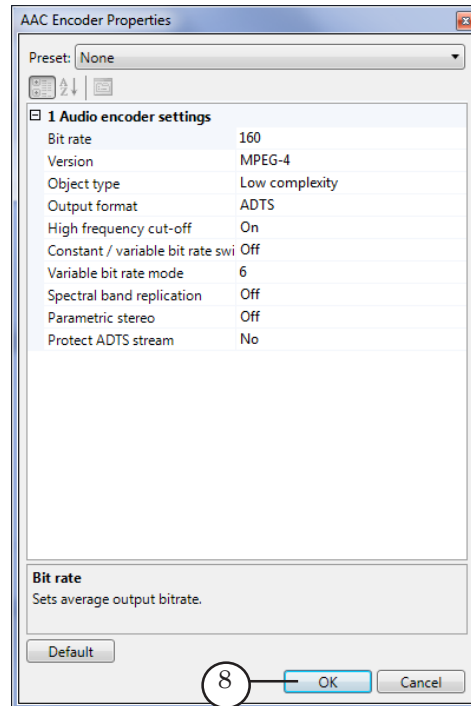 AAC Encoder Properties
Preset: None
A Z
1 Audio encoder settings
Bit rate 160
Version MPEG-4
Object type Low complexity
Output format ADTS
High frequency cut-off On
Constant / variable bit rate swi Off
Variable bit rate mode 6
Spectral band replication Off
Parametric stereo Off
Protect ADTS stream No
Bit rate
Sets average output bitrate.
Default
8 OK Cancel